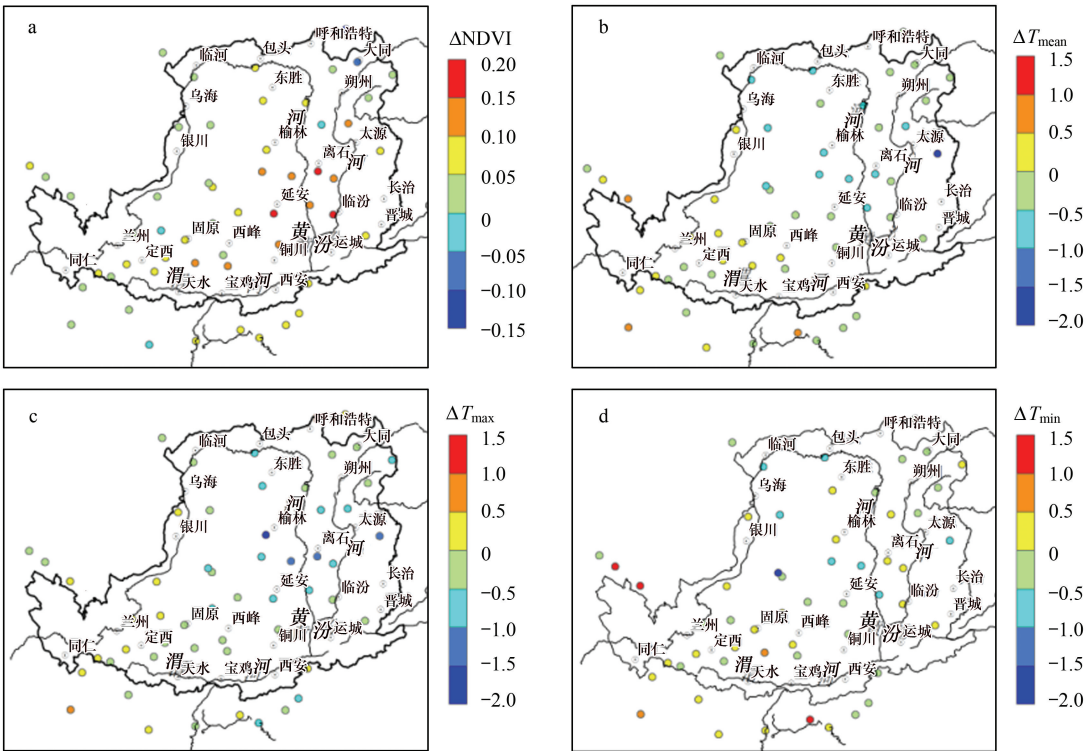 a
ΔNDVI
0.20
0.15
0.10
0.05
0
−0.05
−0.10
−0.15
呼和浩特
包头
大同
临河
东胜
朔州
乌海
河
榆林
太原
银川
离石
河
延安
长治
临汾
晋城
兰州
固原
西峰
黄
定西
铜川
汾
运城
同仁
渭
天水
宝鸡
河
西安
b
ΔTmean
1.5
1.0
0.5
0
−0.5
−1.0
−1.5
−2.0
呼和浩特
包头
大同
临河
东胜
朔州
乌海
河
榆林
太原
银川
离石
河
延安
长治
临汾
晋城
兰州
固原
西峰
黄
定西
铜川
汾
运城
同仁
渭
天水
宝鸡
河
西安
c
ΔTmax
1.5
1.0
0.5
0
−0.5
−1.0
−1.5
−2.0
呼和浩特
包头
大同
临河
东胜
朔州
乌海
河
榆林
太原
银川
离石
河
延安
长治
临汾
晋城
兰州
固原
西峰
黄
定西
铜川
汾
运城
同仁
渭
天水
宝鸡
河
西安
d
ΔTmin
1.5
1.0
0.5
0
−0.5
−1.0
−1.5
−2.0
呼和浩特
包头
大同
临河
东胜
朔州
乌海
河
榆林
太原
银川
离石
河
延安
长治
临汾
晋城
兰州
固原
西峰
黄
定西
铜川
汾
运城
同仁
渭
天水
宝鸡
河
西安